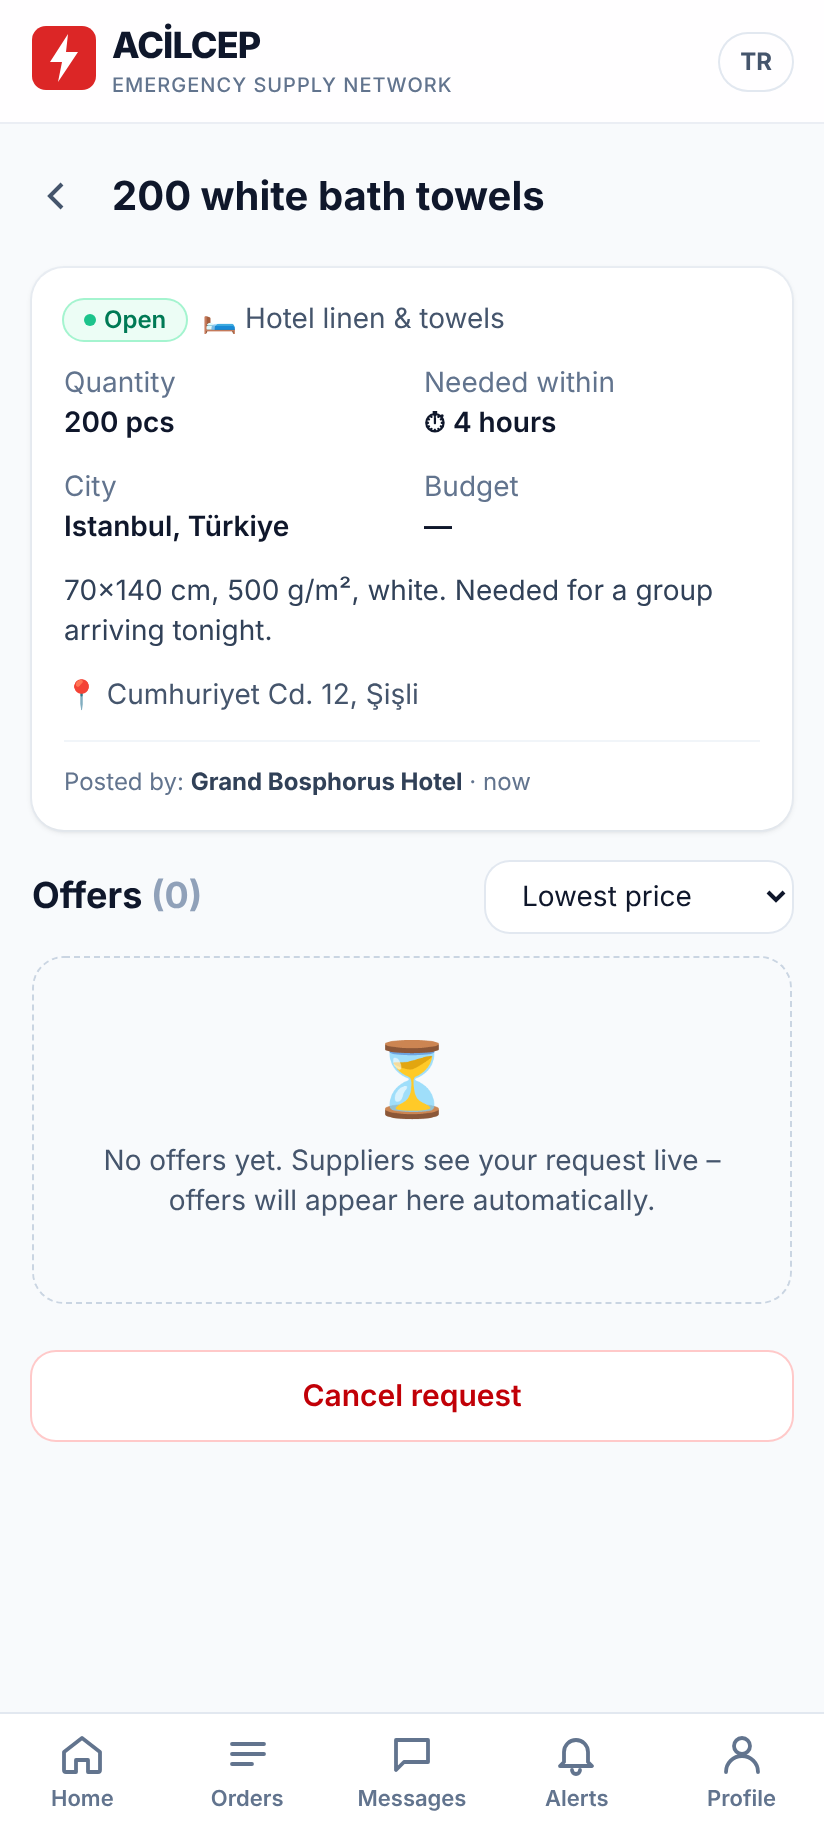 ACİLCEP
EMERGENCY SUPPLY NETWORK
TR
200 white bath towels
Open
Hotel linen & towels
Quantity
200 pcs
Needed within
⏱ 4 hours
City
Istanbul, Türkiye
Budget
—
70×140 cm, 500 g/m², white. Needed for a group
arriving tonight.
📍 Cumhuriyet Cd. 12, Şişli
Posted by: Grand Bosphorus Hotel · now
Offers (0)
Lowest price
No offers yet. Suppliers see your request live –
offers will appear here automatically.
Cancel request
Home
Orders
Messages
Alerts
Profile